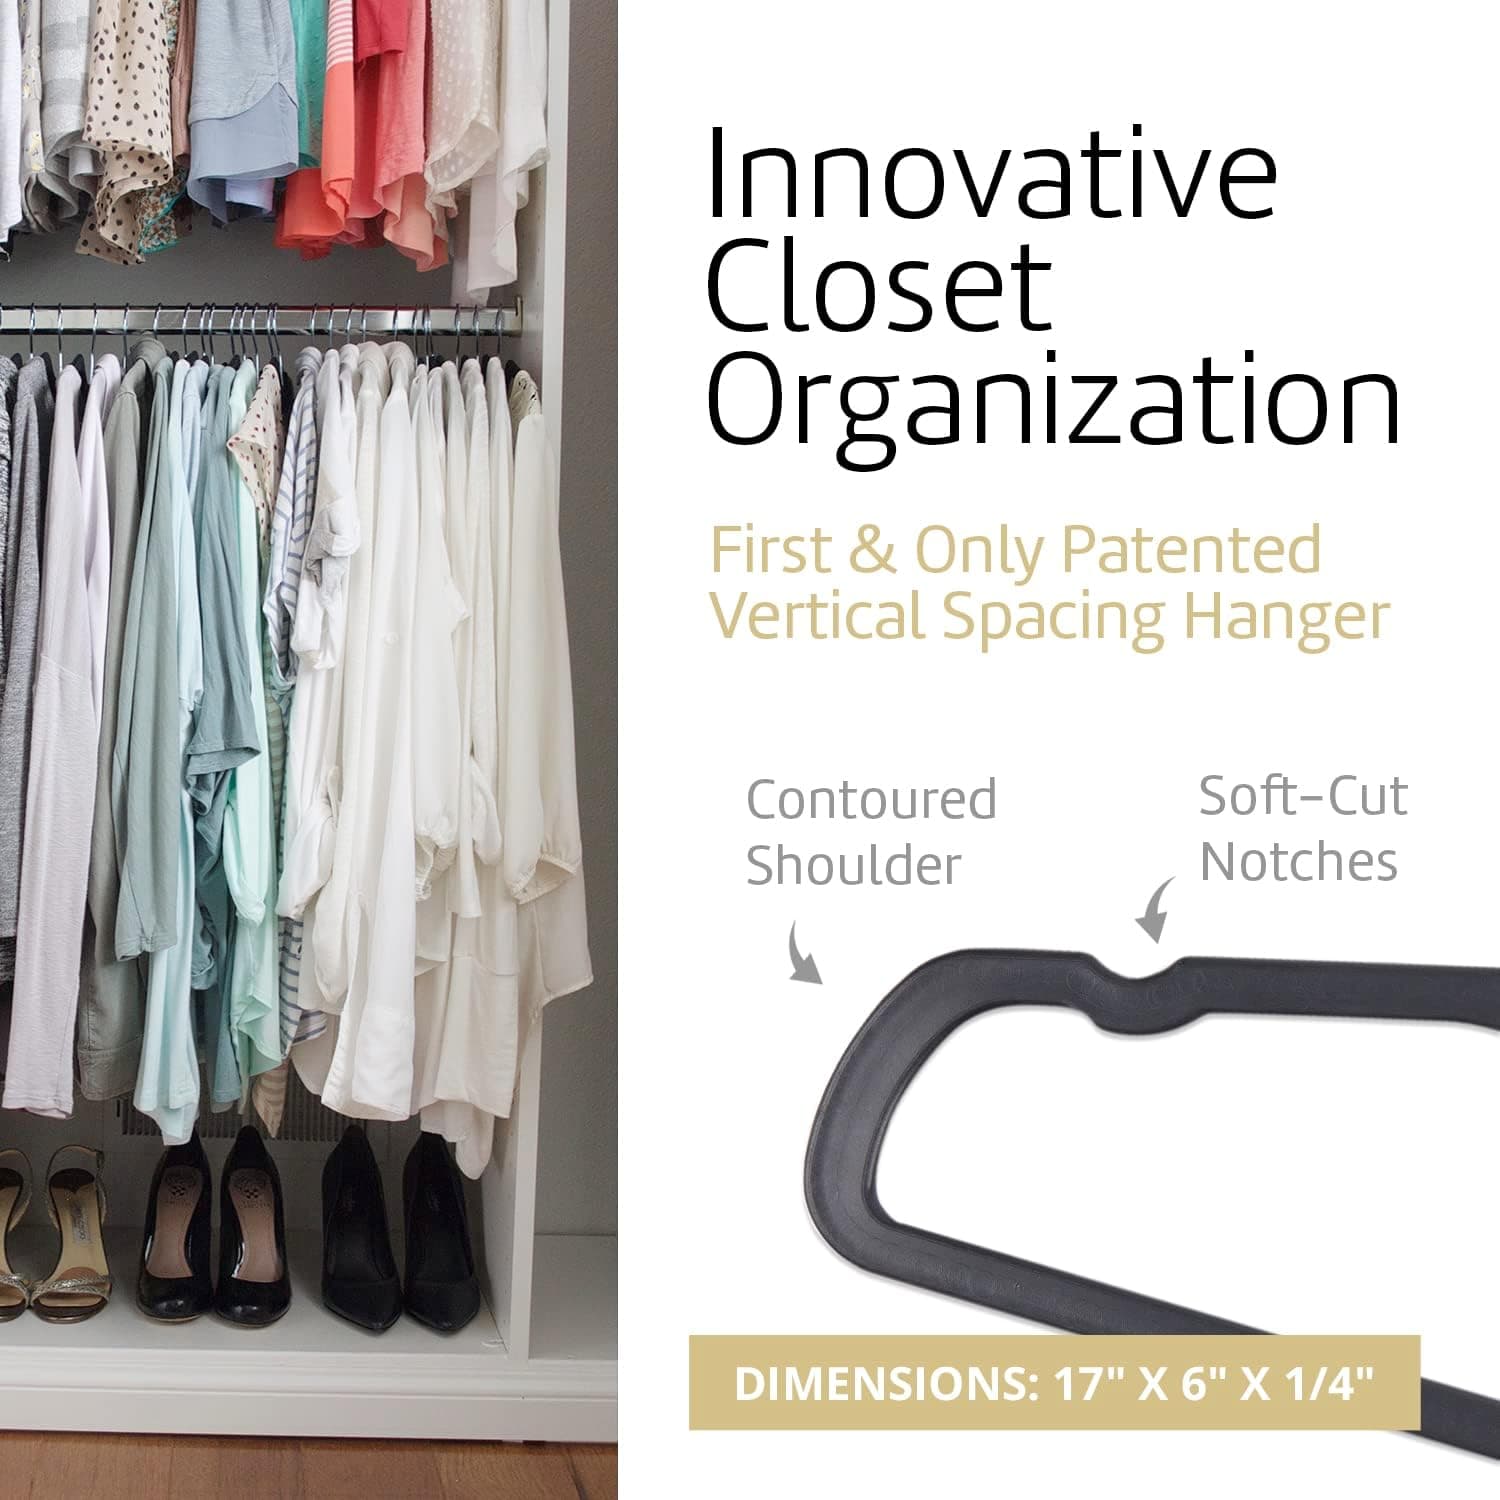 Innovative
Closet
Organization
First & Only Patented
Vertical Spacing Hanger
Contoured
Shoulder
Soft-Cut
Notches
DIMENSIONS: 17" X 6" X 1/4"